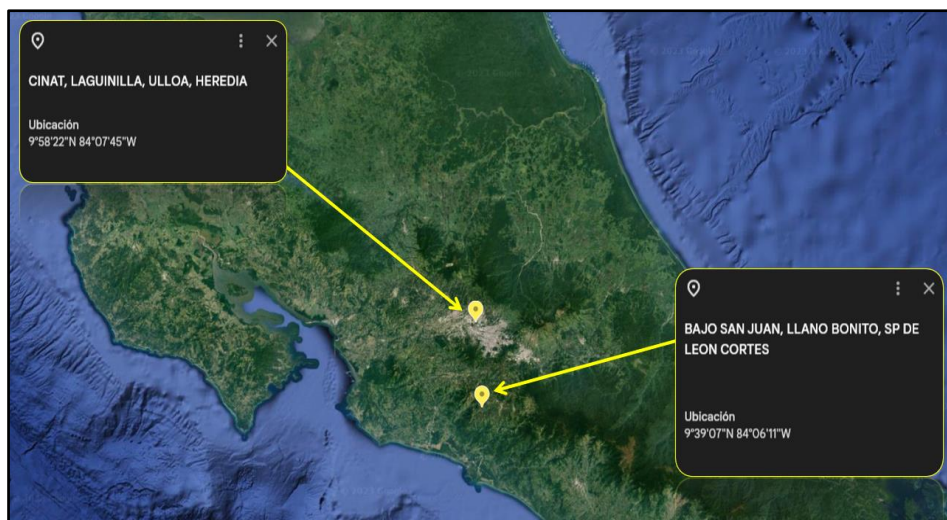 CINAT, LAGUINILLA, ULLOA, HEREDIA
Ubicación
9°58'22"N 84°07'45"W
BAJO SAN JUAN, LLANO BONITO, SP DE
LEON CORTES
Ubicación
9°39'07"N 84°06'11"W